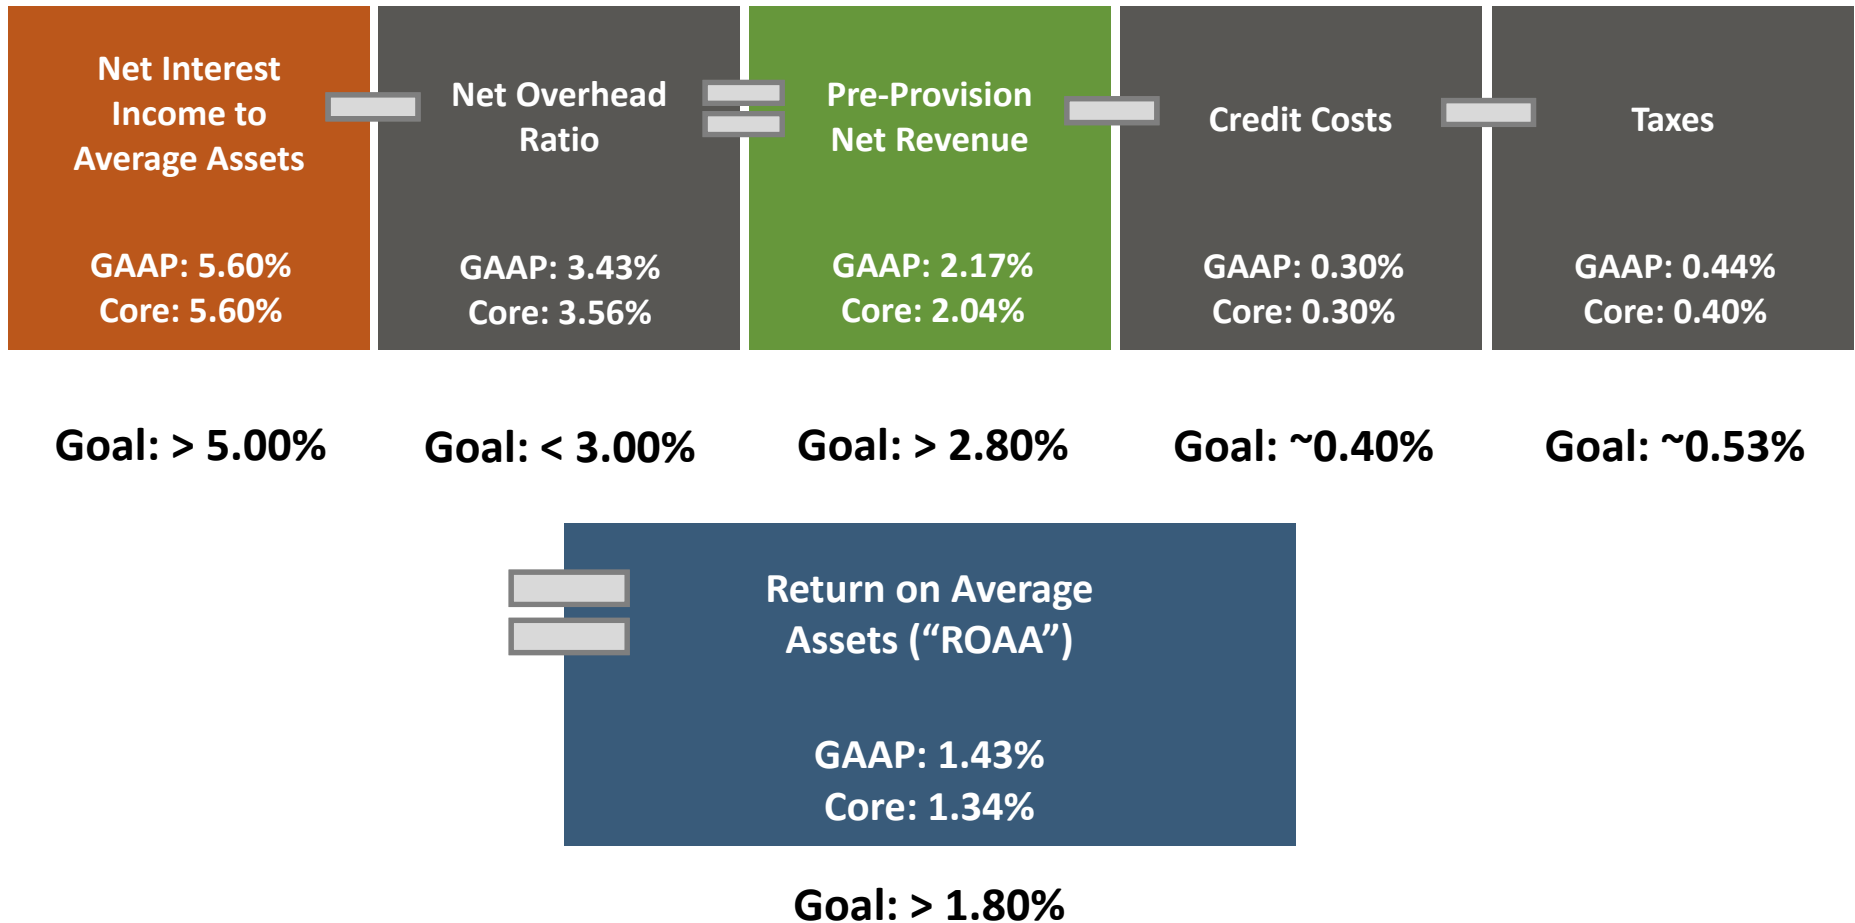 Net Interest
Income to
Average Assets
GAAP: 5.60%
Core: 5.60%
Net Overhead
Ratio
GAAP: 3.43%
Core: 3.56%
Pre-Provision
Net Revenue
GAAP: 2.17%
Core: 2.04%
Credit Costs
GAAP: 0.30%
Core: 0.30%
Taxes
GAAP: 0.44%
Core: 0.40%
Goal: > 5.00%
Goal: < 3.00%
Goal: > 2.80%
Goal: ~0.40%
Goal: ~0.53%
Return on Average
Assets (“ROAA”)
GAAP: 1.43%
Core: 1.34%
Goal: > 1.80%